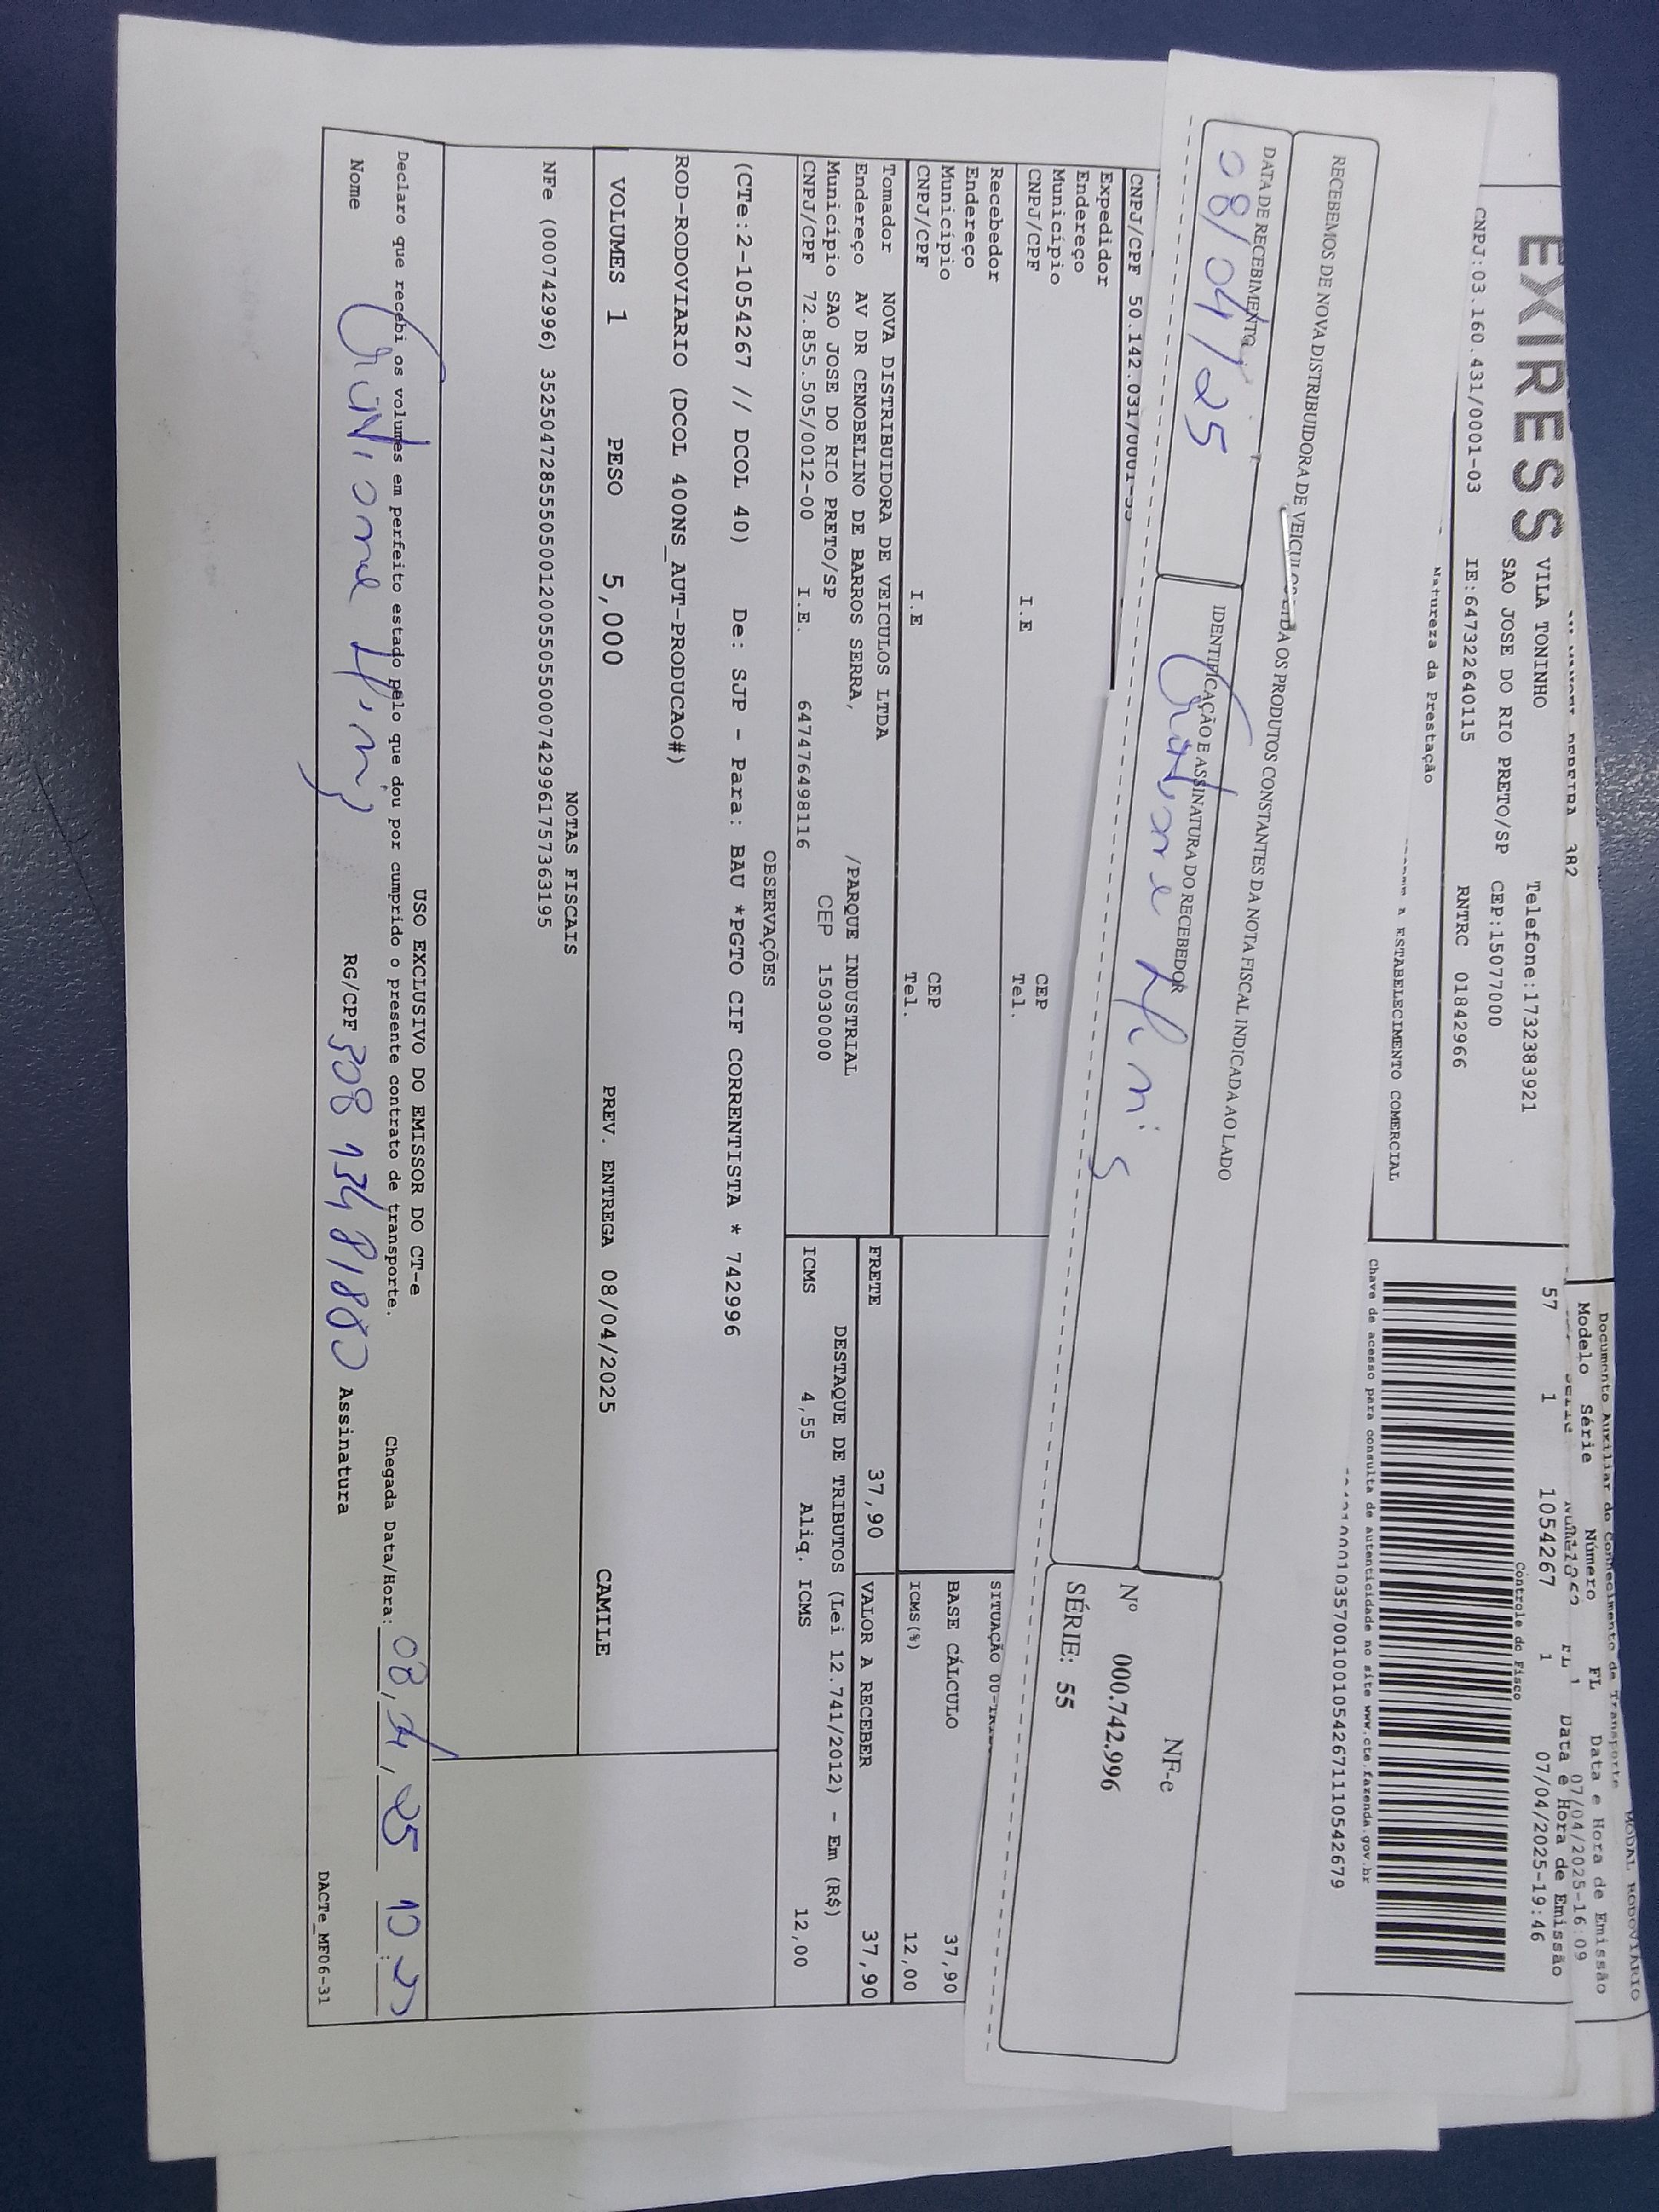 MODAL RODOVIÁRIO
Documento Auxiliar do Conhecimento de Transporte
Modelo Série Número FL Data e Hora de Emissão
07/04/2025-16:09
382
Data e Hora de Emissão
57 1 1054267 1 07/04/2025-19:46
EXPRESS
VILA TONINHO Telefone:1732383921
SAO JOSE DO RIO PRETO/SP CEP:15077000
CNPJ:03.160.431/0001-03 IE:647322640115 RNTRC 01842966
Controle do Fisco
Natureza da Prestação
A ESTABELECIMENTO COMERCIAL
Chave de acesso para consulta de autenticidade no site www.cte.fazenda.gov.br
000103570010010542671110542679
RECEBEMOS DE NOVA DISTRIBUIDORA DE VEICULOS LTDA OS PRODUTOS CONSTANTES DA NOTA FISCAL INDICADA AO LADO
DATA DE RECEBIMENTO
08/04/25
IDENTIFICAÇÃO E ASSINATURA DO RECEBEDOR
NF-e
Nº 000.742.996
SÉRIE: 55
CNPJ/CPF 50.142.031/0001-53
Expedidor
Endereço
Município CEP
CNPJ/CPF I.E Tel.
Recebedor
Endereço
Município CEP
CNPJ/CPF I.E Tel.
SITUAÇÃO 00-
BASE CÁLCULO 37,90
ICMS(%) 12,00
Tomador NOVA DISTRIBUIDORA DE VEICULOS LTDA
Endereço AV DR CENOBELINO DE BARROS SERRA, /PARQUE INDUSTRIAL
Município SAO JOSE DO RIO PRETO/SP CEP 15030000
CNPJ/CPF 72.855.505/0012-00 I.E. 647476498116
FRETE 37,90 VALOR A RECEBER 37,90
DESTAQUE DE TRIBUTOS (Lei 12.741/2012) - Em (R$)
ICMS 4,55 Aliq. ICMS 12,00
OBSERVAÇÕES
(CTe:2-1054267 // DCOL 40) De: SJP - Para: BAU *PGTO CIF CORRENTISTA * 742996
ROD-RODOVIARIO (DCOL 400NS_AUT-PRODUCAO#)
VOLUMES 1 PESO 5,000 PREV. ENTREGA 08/04/2025 CAMILE
NOTAS FISCAIS
NFe (000742996) 35250472855505001200550550007429961757363195
USO EXCLUSIVO DO EMISSOR DO CT-e
Declaro que recebi os volumes em perfeito estado pelo que dou por cumprido o presente contrato de transporte.
Chegada Data/Hora: 08,4,25
Nome RG/CPF 308 134 8180 Assinatura
DACTe_MF06-31